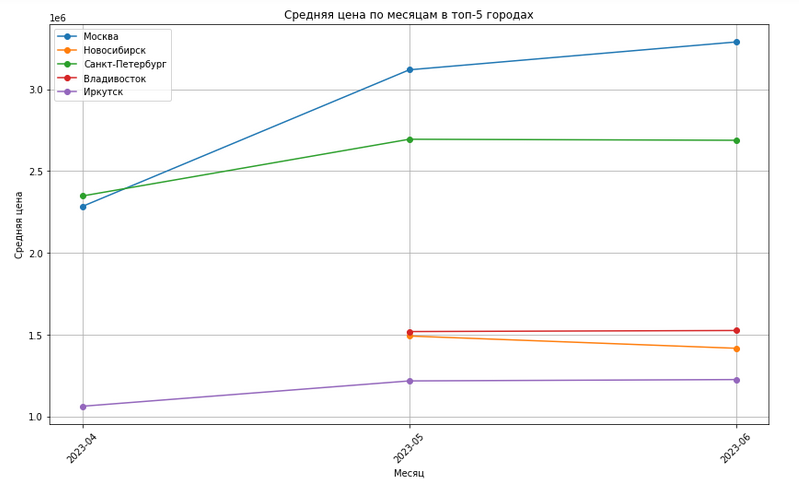 Средняя цена по месяцам в топ-5 городах
1e6
Москва
Новосибирск
Санкт-Петербург
Владивосток
Иркутск
3.0
2.5
2.0
1.5
1.0
Средняя цена
2023-04
2023-05
2023-06
Месяц